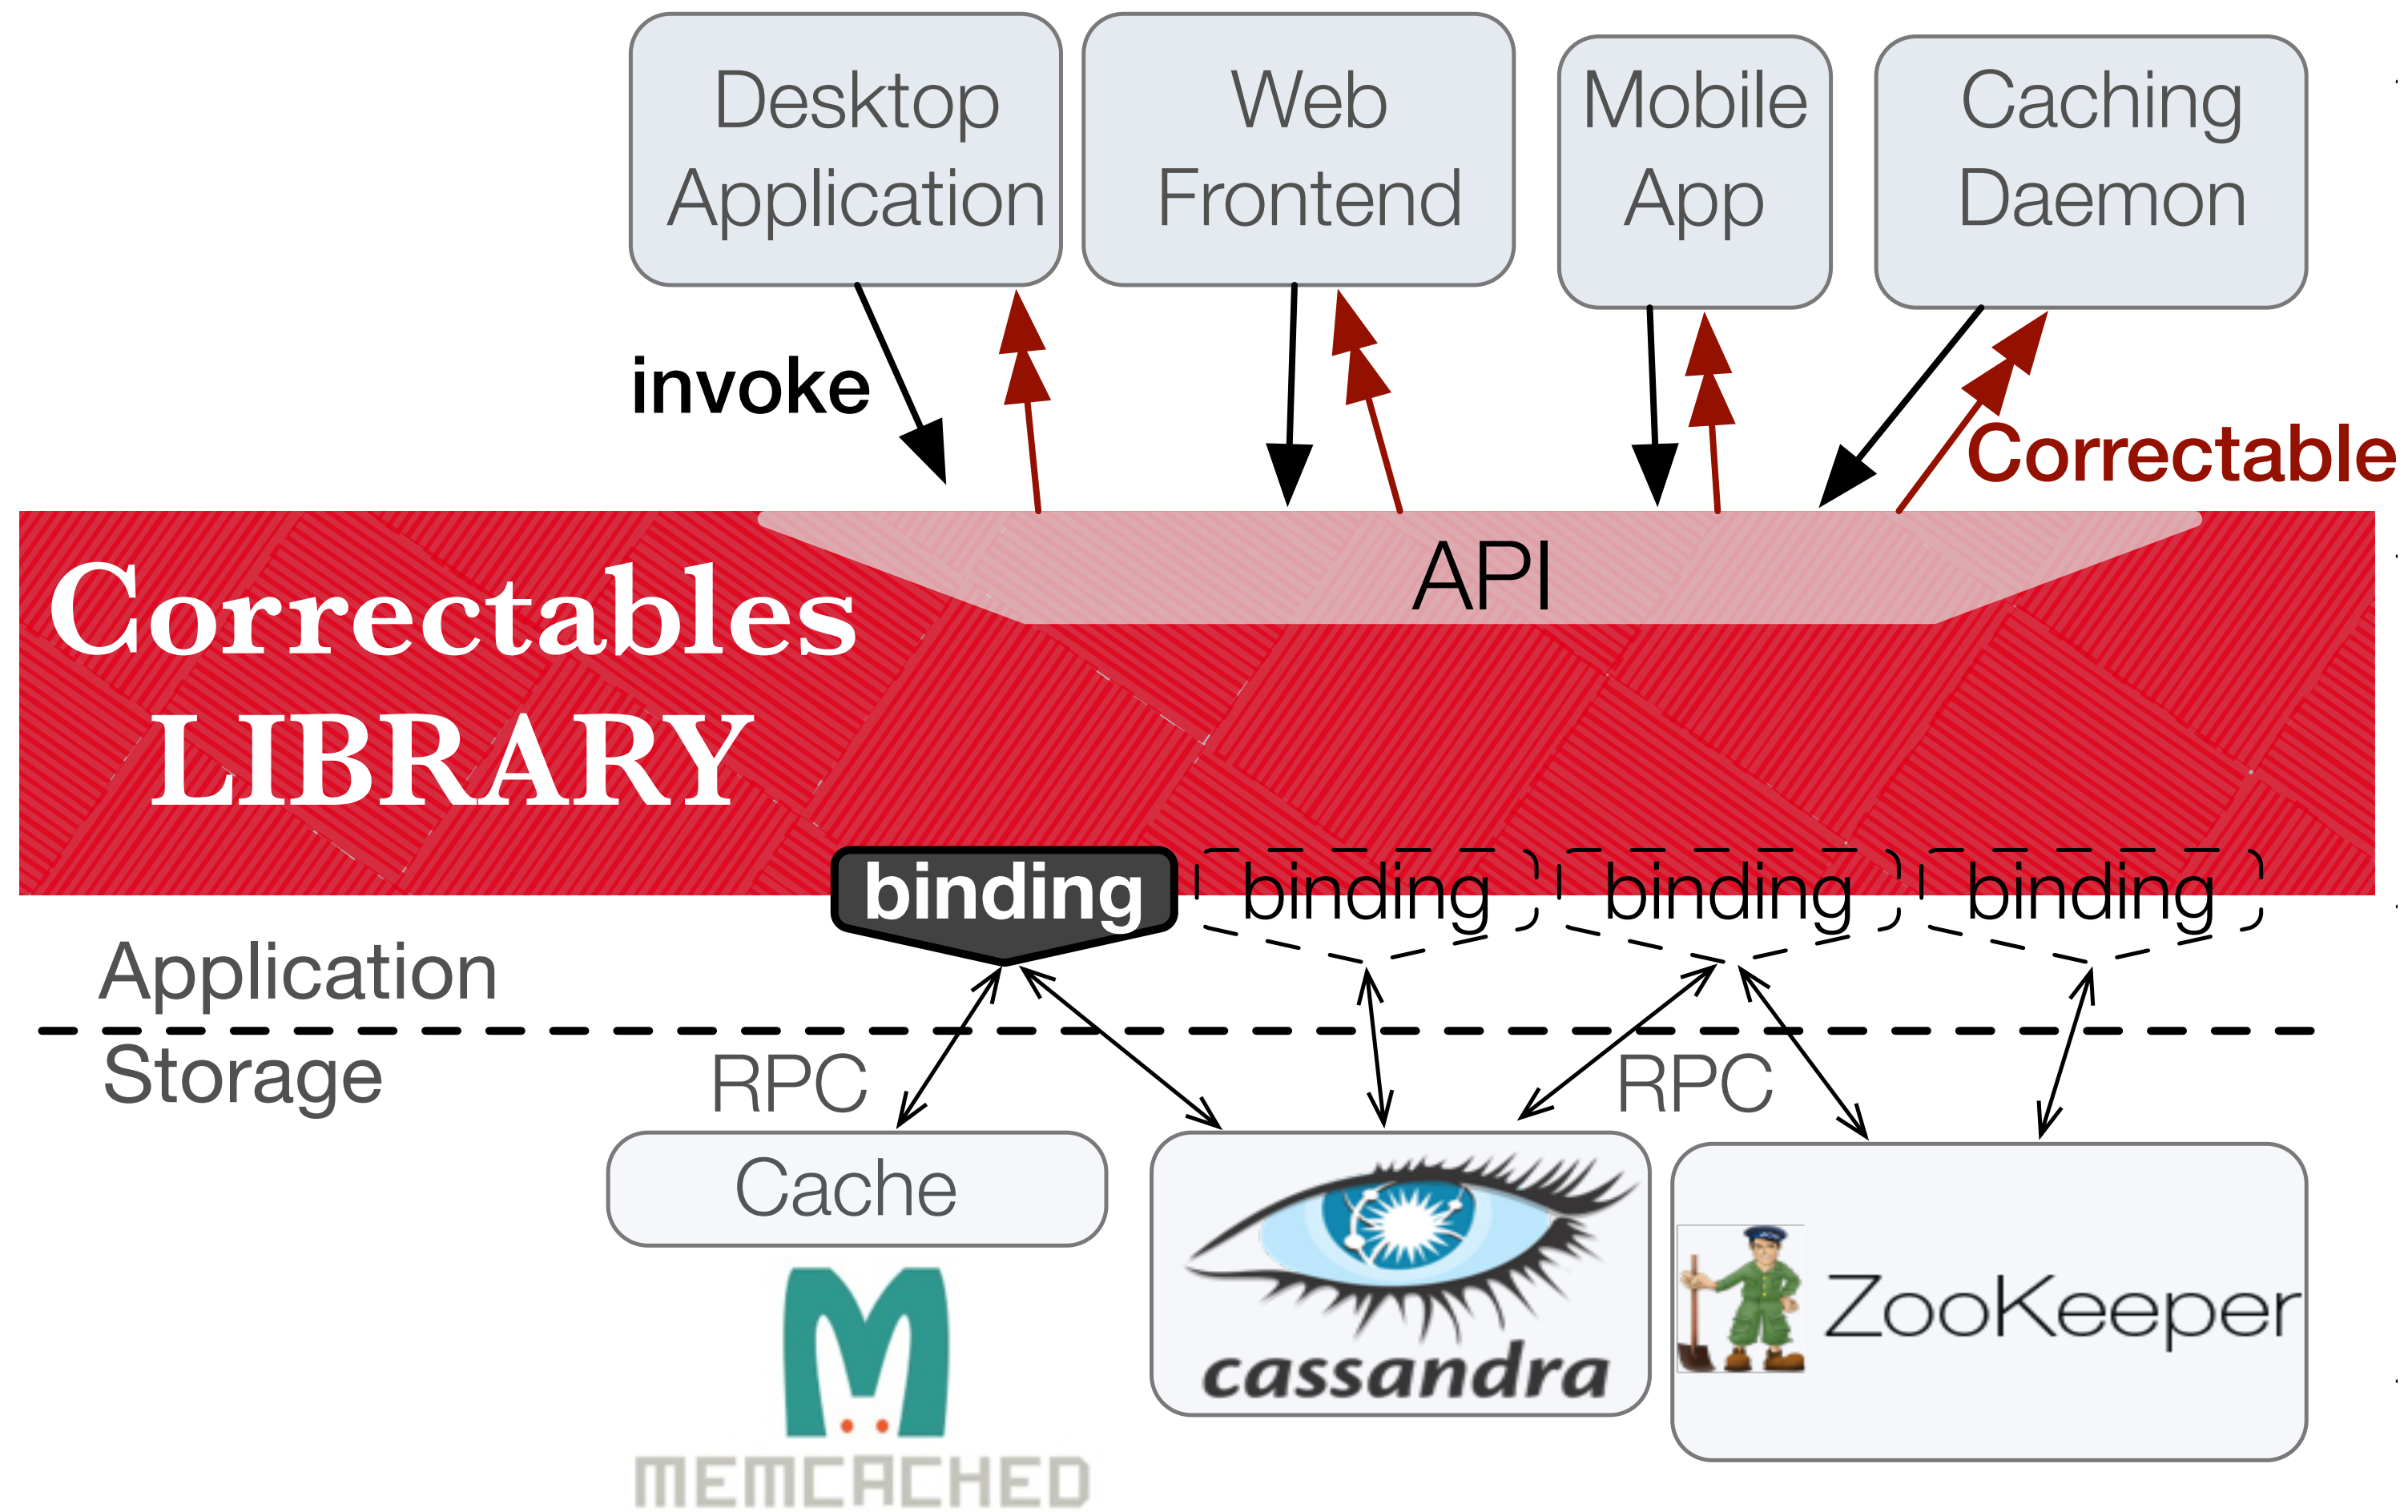 Desktop
Application
Web
Frontend
Mobile
App
Caching
Daemon
invoke
Correctable
API
Correctables
LIBRARY
binding
binding
binding
binding
Application
Storage
RPC
RPC
Cache
MEMCACHED
cassandra
ZooKeeper